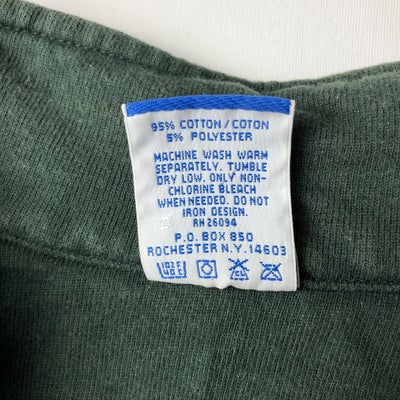 95% COTTON/COTON
5% POLYESTER
MACHINE WASH WARM
SEPARATELY. TUMBLE
DRY LOW. ONLY NON-
CHLORINE BLEACH
WHEN NEEDED. DO NOT
IRON DESIGN.
RN 26094
P.O. BOX 850
ROCHESTER N.Y. 14603